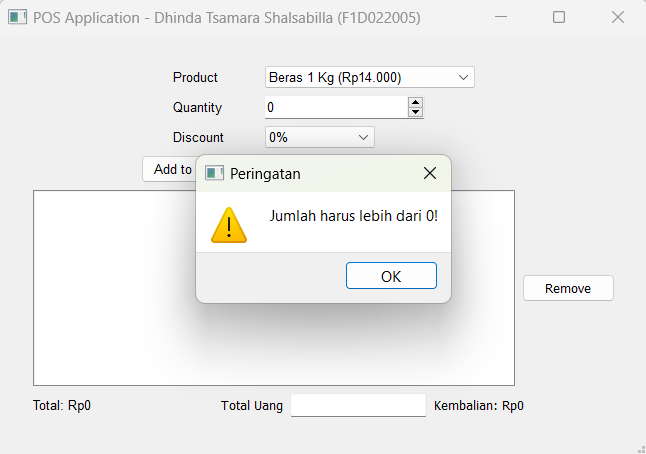 POS Application - Dhinda Tsamara Shalsabilla (F1D022005)
Product
Beras 1 Kg (Rp14.000)
Quantity
0
Discount
0%
Add to
Peringatan
Jumlah harus lebih dari 0!
OK
Remove
Total: Rp0
Total Uang
Kembalian: Rp0